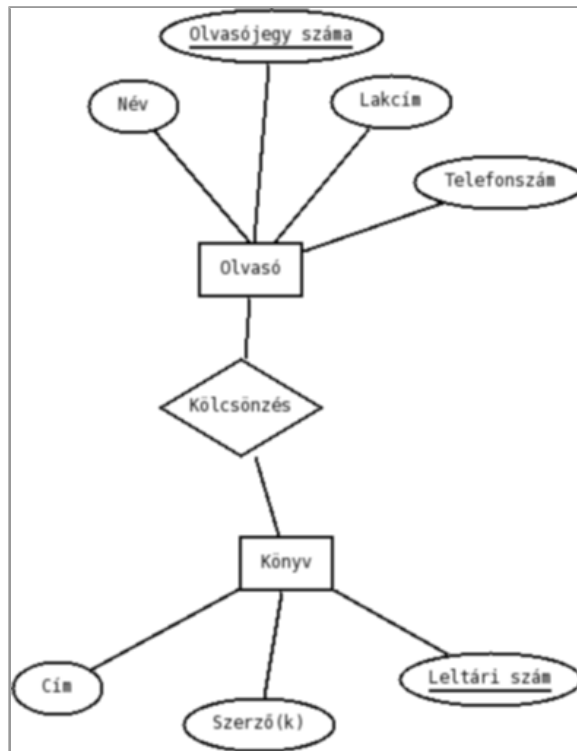 Olvasójegy száma
Név
Lakcím
Telefonszám
Olvasó
Kölcsönzés
Könyv
Cím
Szerző(k)
Leltári szám